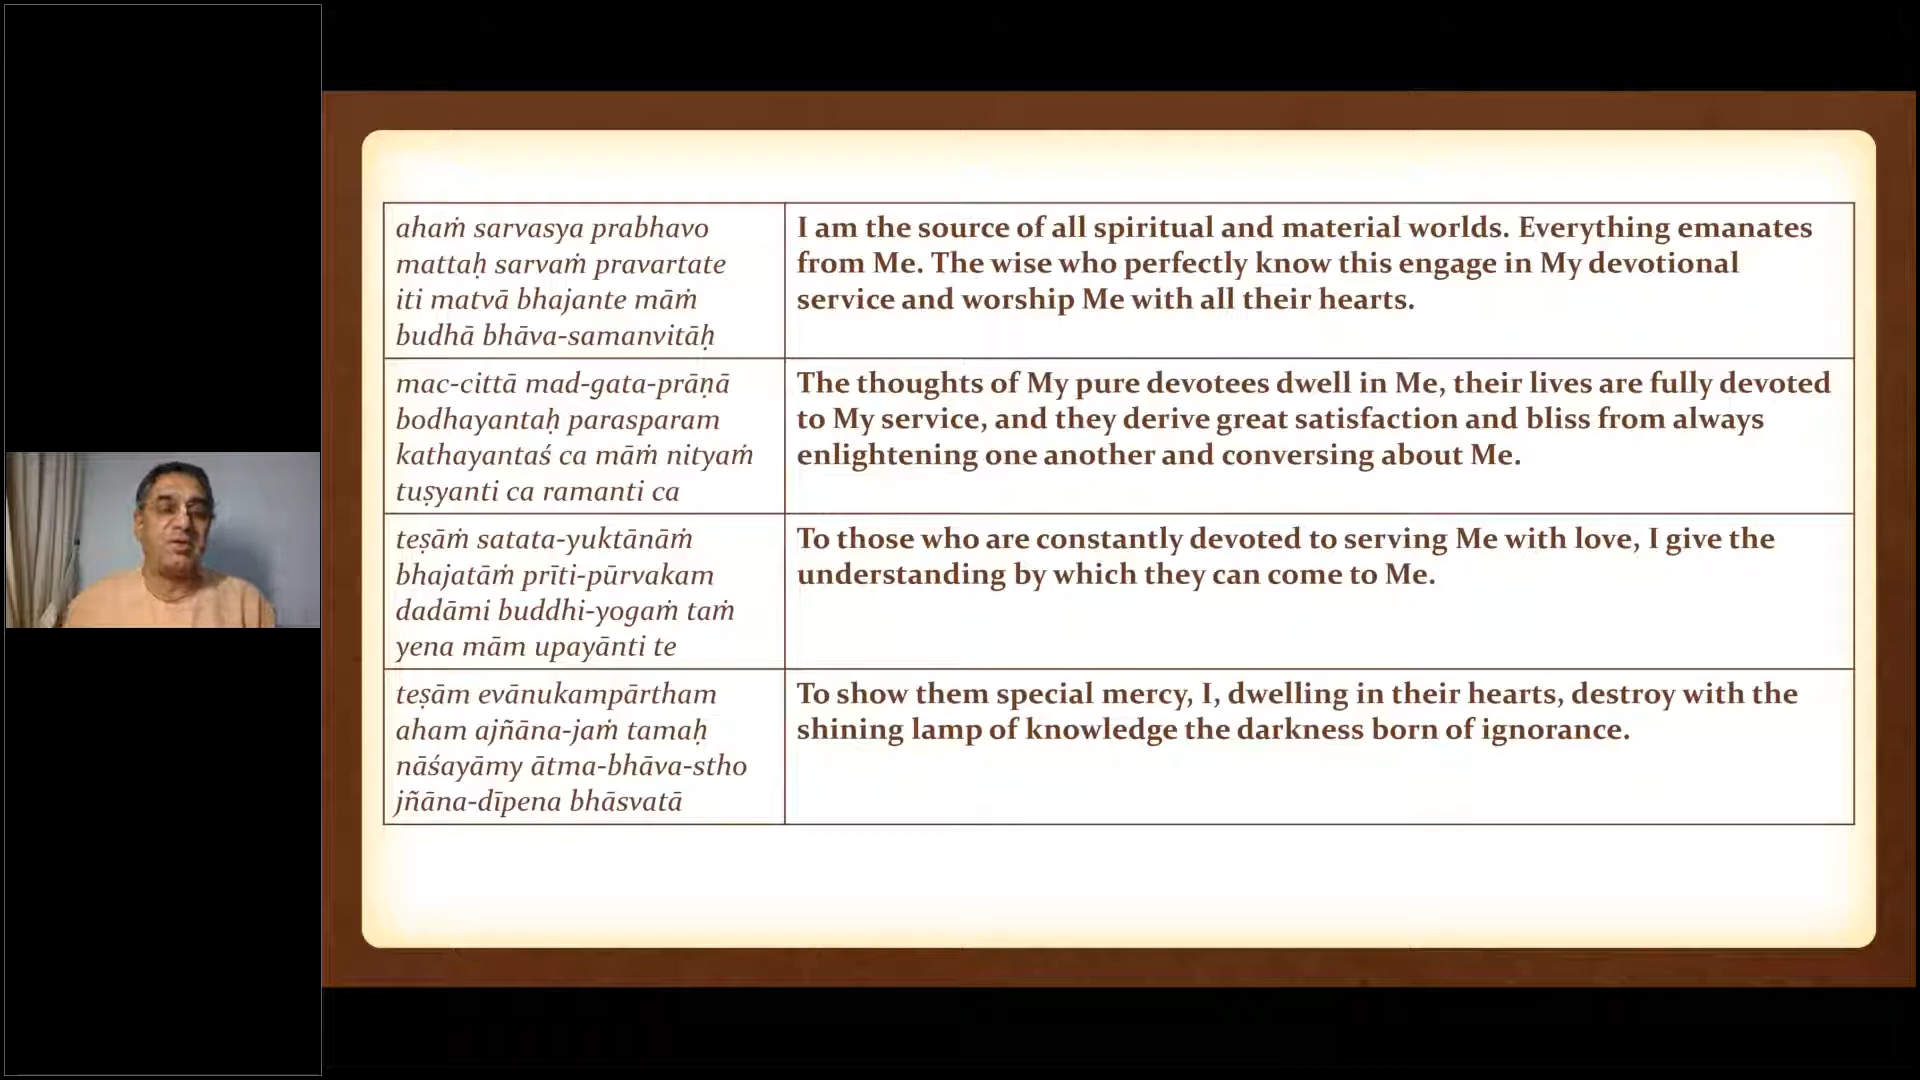 ahaṁ sarvasya prabhavo
mattaḥ sarvaṁ pravartate
iti matvā bhajante māṁ
budhā bhāva-samanvitāḥ
I am the source of all spiritual and material worlds. Everything emanates
from Me. The wise who perfectly know this engage in My devotional
service and worship Me with all their hearts.
mac-cittā mad-gata-prāṇā
bodhayantaḥ parasparam
kathayantaś ca māṁ nityaṁ
tuṣyanti ca ramanti ca
The thoughts of My pure devotees dwell in Me, their lives are fully devoted
to My service, and they derive great satisfaction and bliss from always
enlightening one another and conversing about Me.
teṣāṁ satata-yuktānāṁ
bhajatāṁ prīti-pūrvakam
dadāmi buddhi-yogaṁ taṁ
yena mām upayānti te
To those who are constantly devoted to serving Me with love, I give the
understanding by which they can come to Me.
teṣām evānukampārtham
aham ajñāna-jaṁ tamaḥ
nāśayāmy ātma-bhāva-stho
jñāna-dīpena bhāsvatā
To show them special mercy, I, dwelling in their hearts, destroy with the
shining lamp of knowledge the darkness born of ignorance.